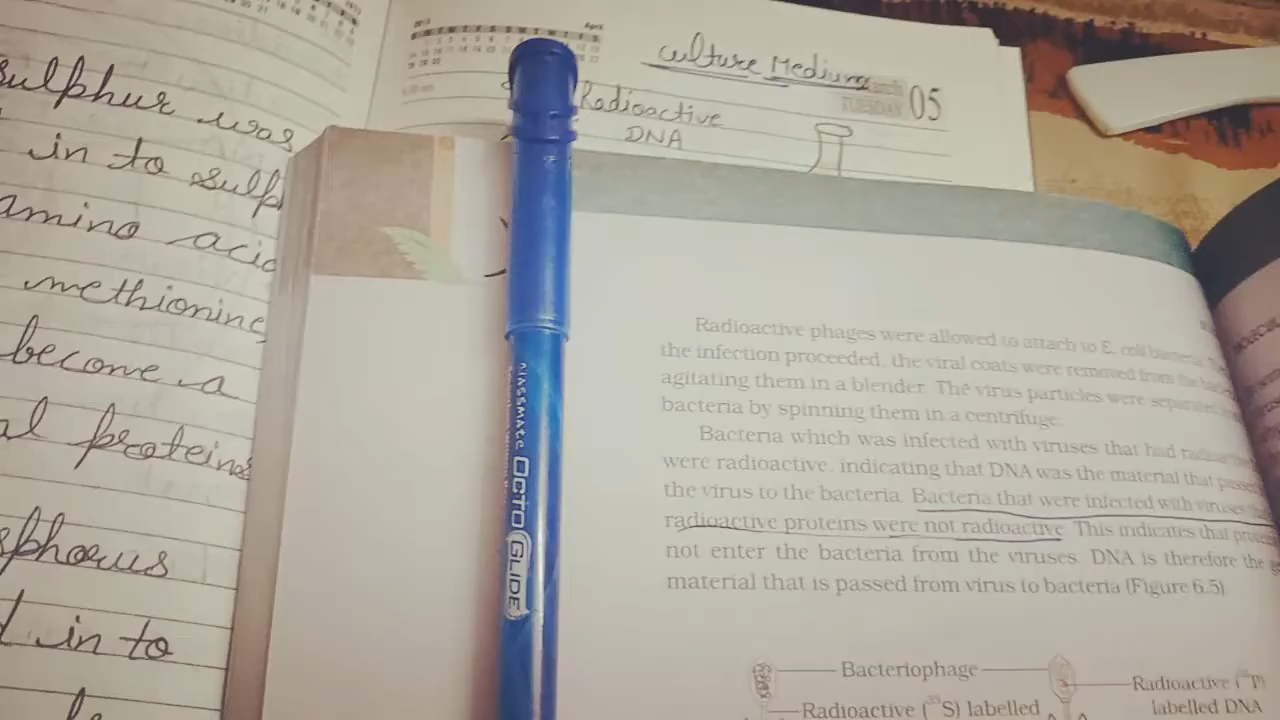 sulphur was
in to sulp
amino acid
methionine
become a
al proteins
sphorus
in to
2013 April
culture Medium
TUESDAY 05
Radioactive
DNA
CLASSMATE OCTO GLIDE
Radioactive phages were allowed to attach to E. coli bacteria.
the infection proceeded, the viral coats were removed from the
agitating them in a blender. The virus particles were separated
bacteria by spinning them in a centrifuge.
Bacteria which was infected with viruses that had
were radioactive, indicating that DNA was the material that passed
the virus to the bacteria. Bacteria that were infected with viruses
radioactive proteins were not radioactive. This indicates that
not enter the bacteria from the viruses. DNA is therefore the
material that is passed from virus to bacteria (Figure 6.5).
Bacteriophage
Radioactive (32P)
Radioactive (35S) labelled
labelled DNA